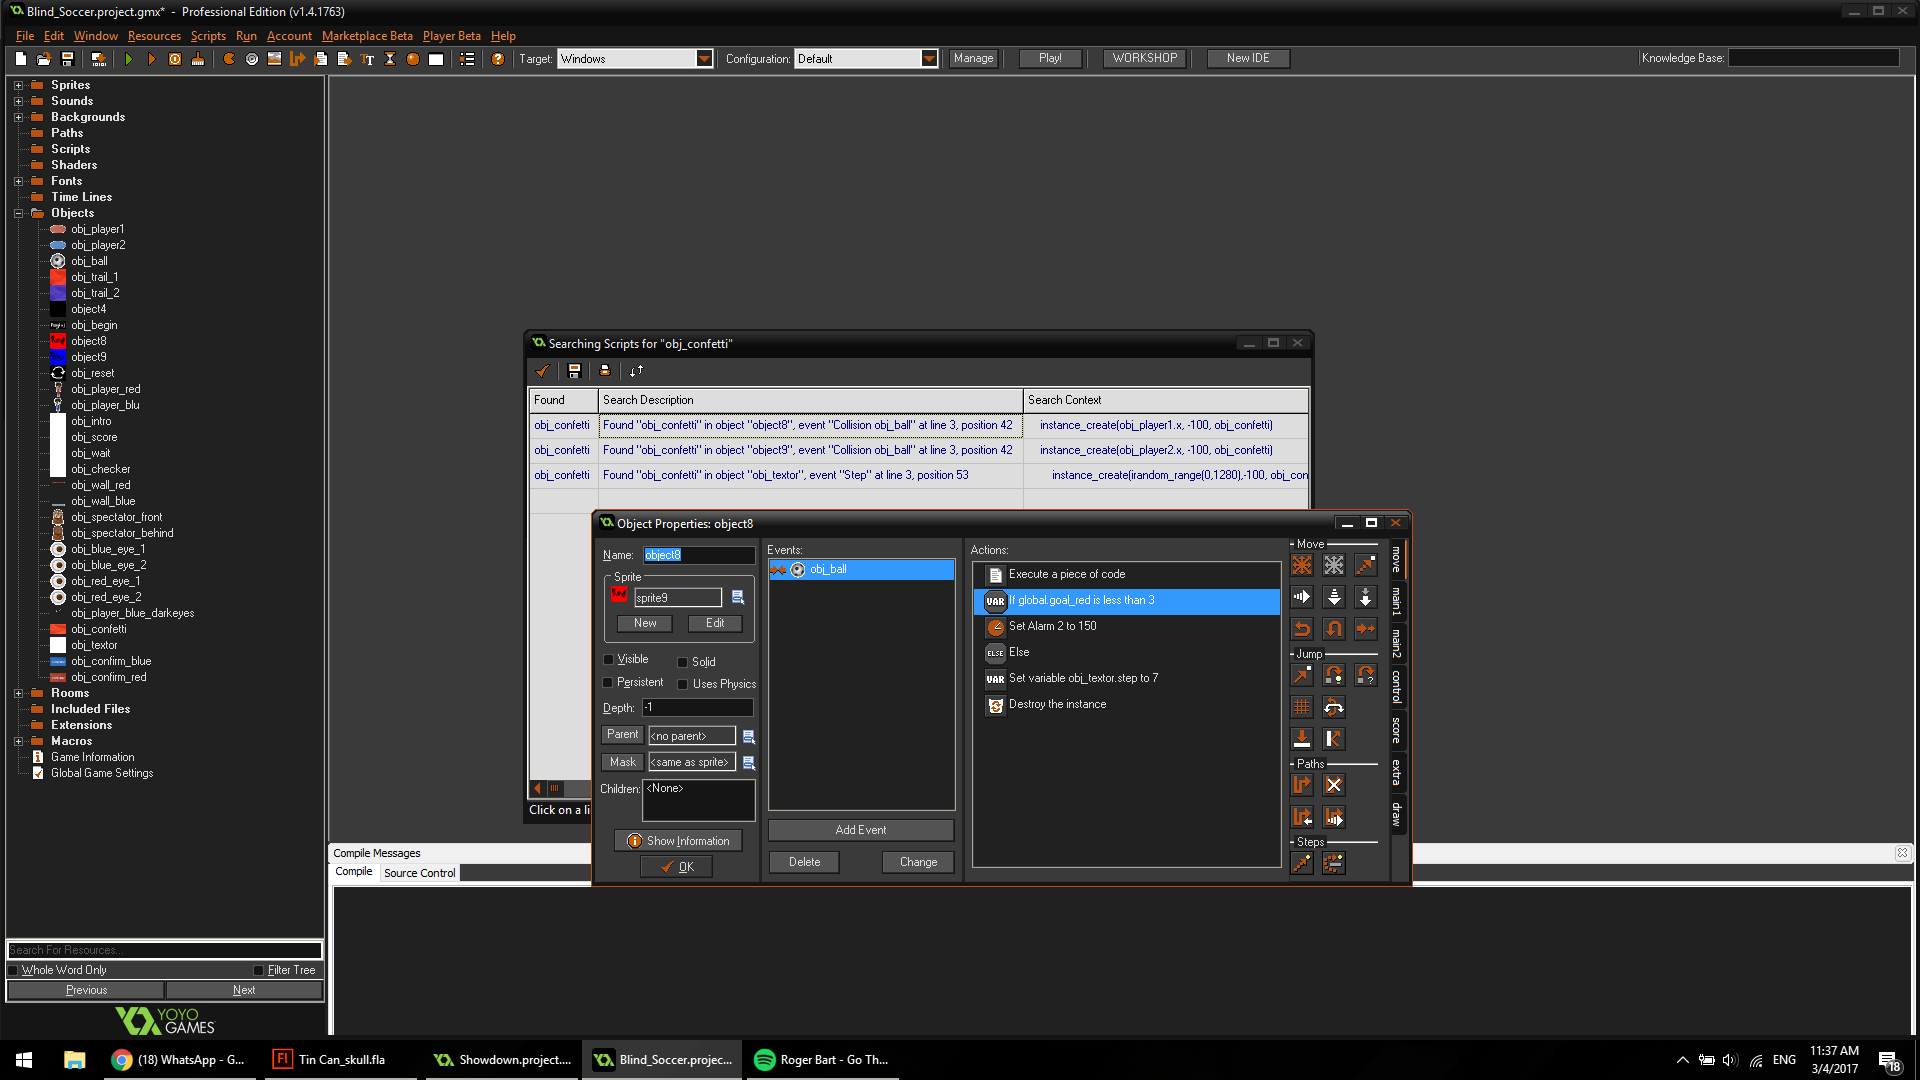 Blind_Soccer.project.gmx* - Professional Edition (v1.4.1763)
File Edit Window Resources Scripts Run Account Marketplace Beta Player Beta Help
Target: Windows Configuration: Default Manage Play! WORKSHOP New IDE Knowledge Base:
Sprites
Sounds
Backgrounds
Paths
Scripts
Shaders
Fonts
Time Lines
Objects
obj_player1
obj_player2
obj_ball
obj_trail_1
obj_trail_2
object4
obj_begin
object8
object9
obj_reset
obj_player_red
obj_player_blu
obj_intro
obj_score
obj_wait
obj_checker
obj_wall_red
obj_wall_blue
obj_spectator_front
obj_spectator_behind
obj_blue_eye_1
obj_blue_eye_2
obj_red_eye_1
obj_red_eye_2
obj_player_blue_darkeyes
obj_confetti
obj_textor
obj_confirm_blue
obj_confirm_red
Rooms
Included Files
Extensions
Macros
Game Information
Global Game Settings
Search For Resources...
Whole Word Only Filter Tree
Previous Next
YOYO
GAMES
Searching Scripts for "obj_confetti"
Found Search Description Search Context
obj_confetti Found "obj_confetti" in object "object8", event "Collision obj_ball" at line 3, position 42 instance_create(obj_player1.x, -100, obj_confetti)
obj_confetti Found "obj_confetti" in object "object9", event "Collision obj_ball" at line 3, position 42 instance_create(obj_player2.x, -100, obj_confetti)
obj_confetti Found "obj_confetti" in object "obj_textor", event "Step" at line 3, position 53 instance_create(irandom_range(0,1280),-100, obj_con
Click on a li
Object Properties: object8
Name: object8
Sprite
sprite9
New Edit
Visible Solid
Persistent Uses Physics
Depth: -1
Parent <no parent>
Mask <same as sprite>
Children: <None>
Show Information
OK
Events:
obj_ball
Add Event
Delete Change
Actions:
Execute a piece of code
VAR If global.goal_red is less than 3
Set Alarm 2 to 150
ELSE Else
VAR Set variable obj_textor.step to 7
Destroy the instance
Move
Jump
Paths
Steps
move
main1
main2
control
score
extra
draw
Compile Messages
Compile Source Control
(18) WhatsApp - G... Tin Can_skull.fla Showdown.project.... Blind_Soccer.projec... Roger Bart - Go Th...
ENG
11:37 AM
3/4/2017
18